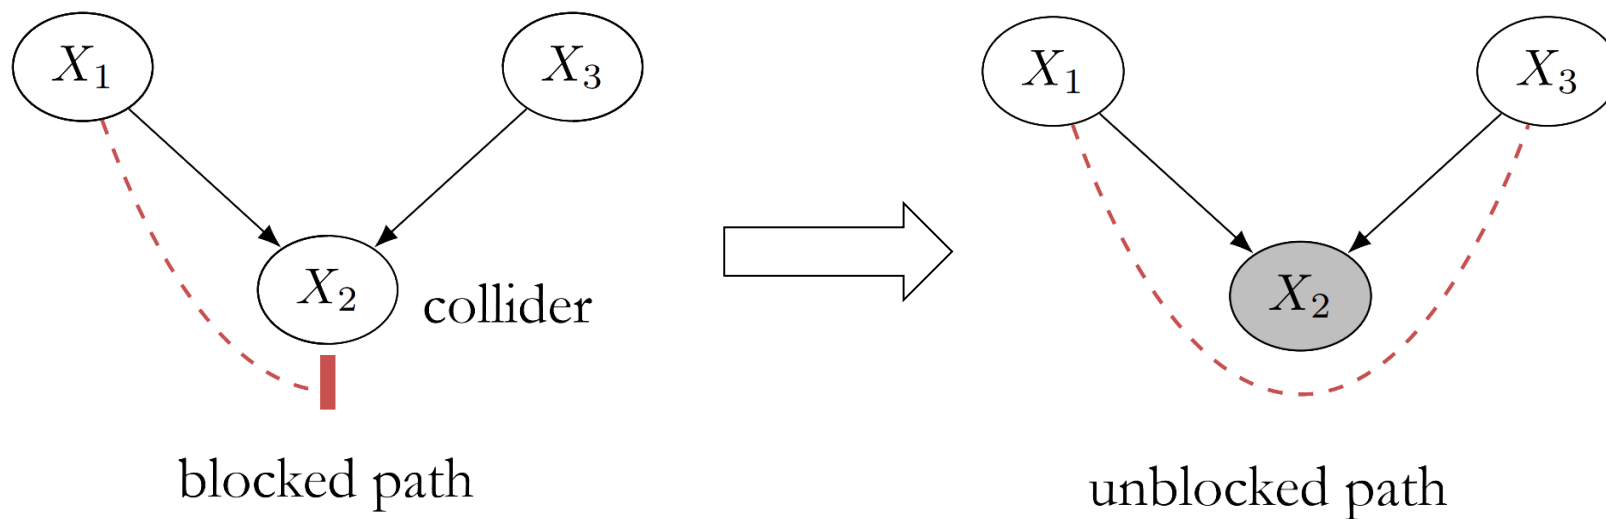 X₁
X₃
X₂
collider
blocked path
X₁
X₃
X₂
unblocked path